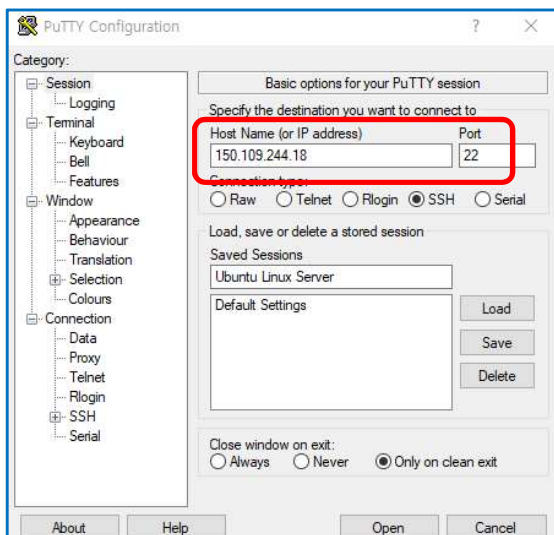 PuTTY Configuration ? ×
Category:
Session
Logging
Terminal
Keyboard
Bell
Features
Window
Appearance
Behaviour
Translation
Selection
Colours
Connection
Data
Proxy
Telnet
Rlogin
SSH
Serial
Basic options for your PuTTY session
Specify the destination you want to connect to
Host Name (or IP address) Port
150.109.244.18 22
Connection type:
Raw Telnet Rlogin SSH Serial
Load, save or delete a stored session
Saved Sessions
Ubuntu Linux Server
Default Settings
Load
Save
Delete
Close window on exit:
Always Never Only on clean exit
About Help Open Cancel